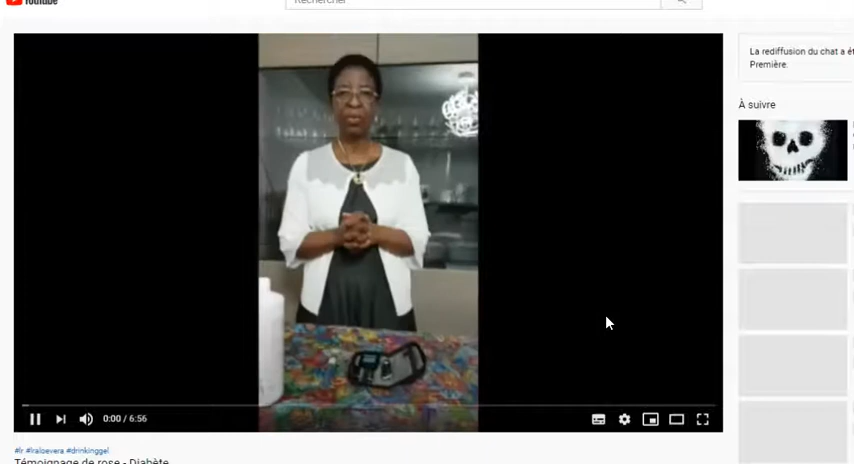 YouTube
Rechercher
La rediffusion du chat a ét
Première.
À suivre
0:00 / 6:56
#lr #lraloevera #drinkinggel
Témoignage de rose - Diabète